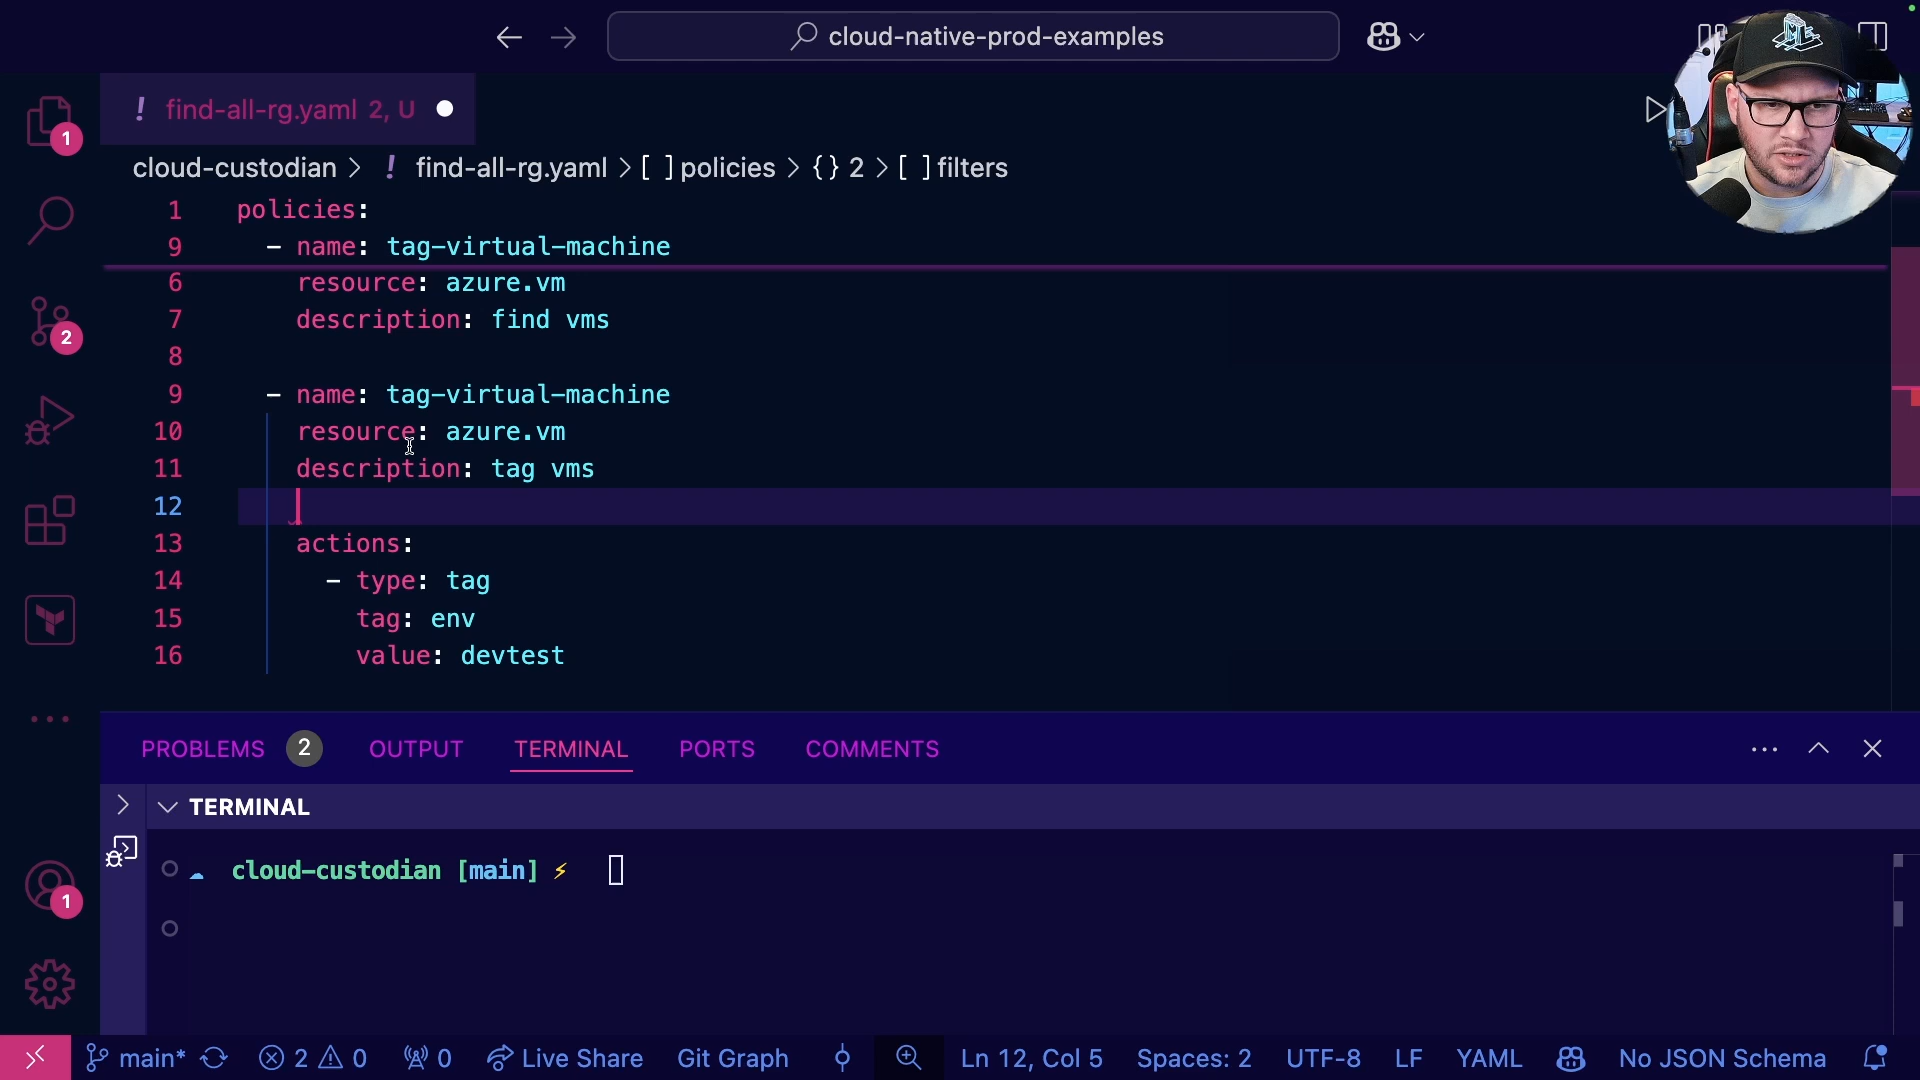 cloud-native-prod-examples
! find-all-rg.yaml 2, U
cloud-custodian > ! find-all-rg.yaml > [ ] policies > {} 2 > [ ] filters
1 policies:
9 - name: tag-virtual-machine
6 resource: azure.vm
7 description: find vms
8
9 - name: tag-virtual-machine
10 resource: azure.vm
11 description: tag vms
12
13 actions:
14 - type: tag
15 tag: env
16 value: devtest
1
2
1
PROBLEMS 2 OUTPUT TERMINAL PORTS COMMENTS
TERMINAL
cloud-custodian [main] ⚡
main* 2 0 0 Live Share Git Graph Ln 12, Col 5 Spaces: 2 UTF-8 LF YAML No JSON Schema